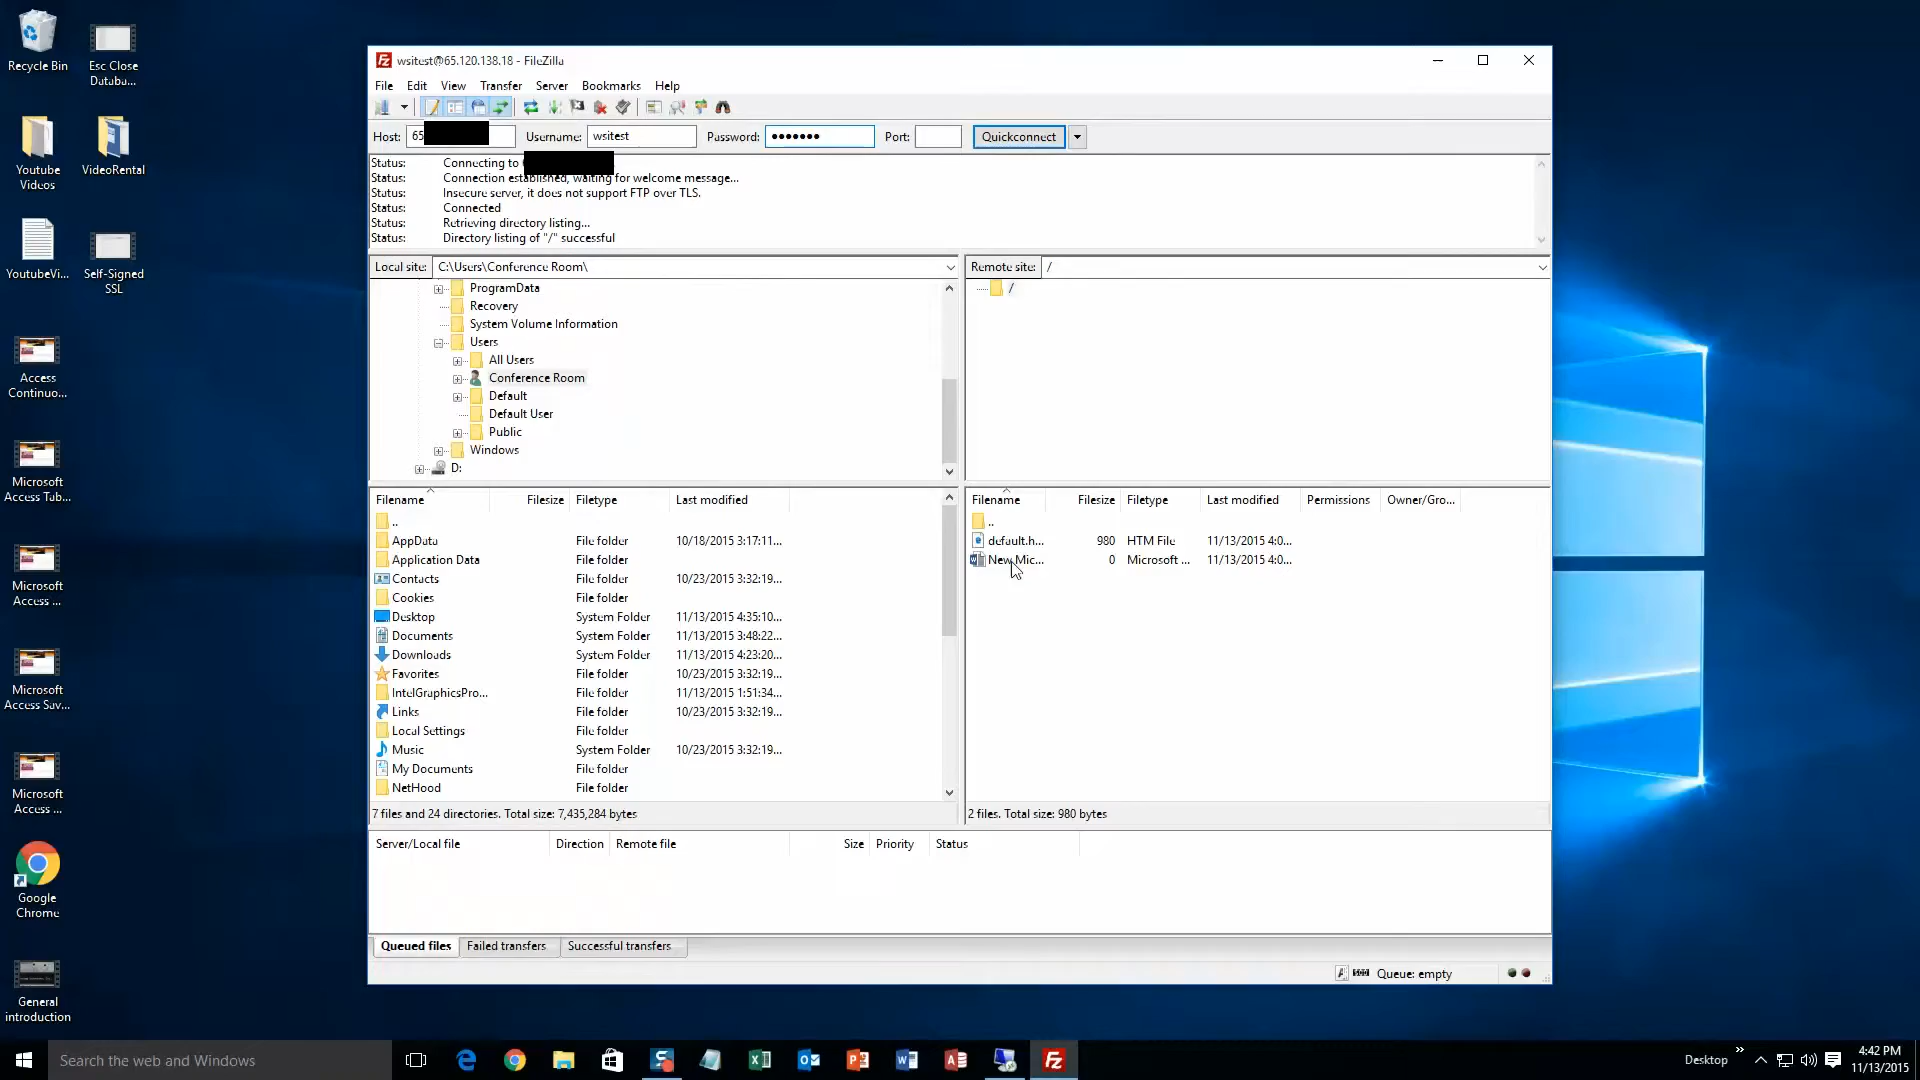 Recycle Bin
Esc Close
Databa...
Youtube
Videos
VideoRental
YoutubeVi...
Self-Signed
SSL
Access
Continuo...
Microsoft
Access Tab...
Microsoft
Access ...
Microsoft
Access Sav...
Microsoft
Access ...
Google
Chrome
General
introduction
wsitest@65.120.138.18 - FileZilla
File Edit View Transfer Server Bookmarks Help
Host: 65 Username: wsitest Password: ●●●●●●● Port: Quickconnect
Status: Connecting to
Status: Connection established, waiting for welcome message...
Status: Insecure server, it does not support FTP over TLS.
Status: Connected
Status: Retrieving directory listing...
Status: Directory listing of "/" successful
Local site: C:\Users\Conference Room\
ProgramData
Recovery
System Volume Information
Users
All Users
Conference Room
Default
Default User
Public
Windows
D:
Remote site: /
/
Filename Filesize Filetype Last modified
..
AppData File folder 10/18/2015 3:17:11...
Application Data File folder
Contacts File folder 10/23/2015 3:32:19...
Cookies File folder
Desktop System Folder 11/13/2015 4:35:10...
Documents System Folder 11/13/2015 3:48:22...
Downloads System Folder 11/13/2015 4:23:20...
Favorites File folder 10/23/2015 3:32:19...
IntelGraphicsPro... File folder 11/13/2015 1:51:34...
Links File folder 10/23/2015 3:32:19...
Local Settings File folder
Music System Folder 10/23/2015 3:32:19...
My Documents File folder
NetHood File folder
7 files and 24 directories. Total size: 7,435,284 bytes
Filename Filesize Filetype Last modified Permissions Owner/Gro...
..
default.h... 980 HTM File 11/13/2015 4:0...
New Mic... 0 Microsoft ... 11/13/2015 4:0...
2 files. Total size: 980 bytes
Server/Local file Direction Remote file Size Priority Status
Queued files Failed transfers Successful transfers
Queue: empty
Search the web and Windows
Desktop
4:42 PM
11/13/2015